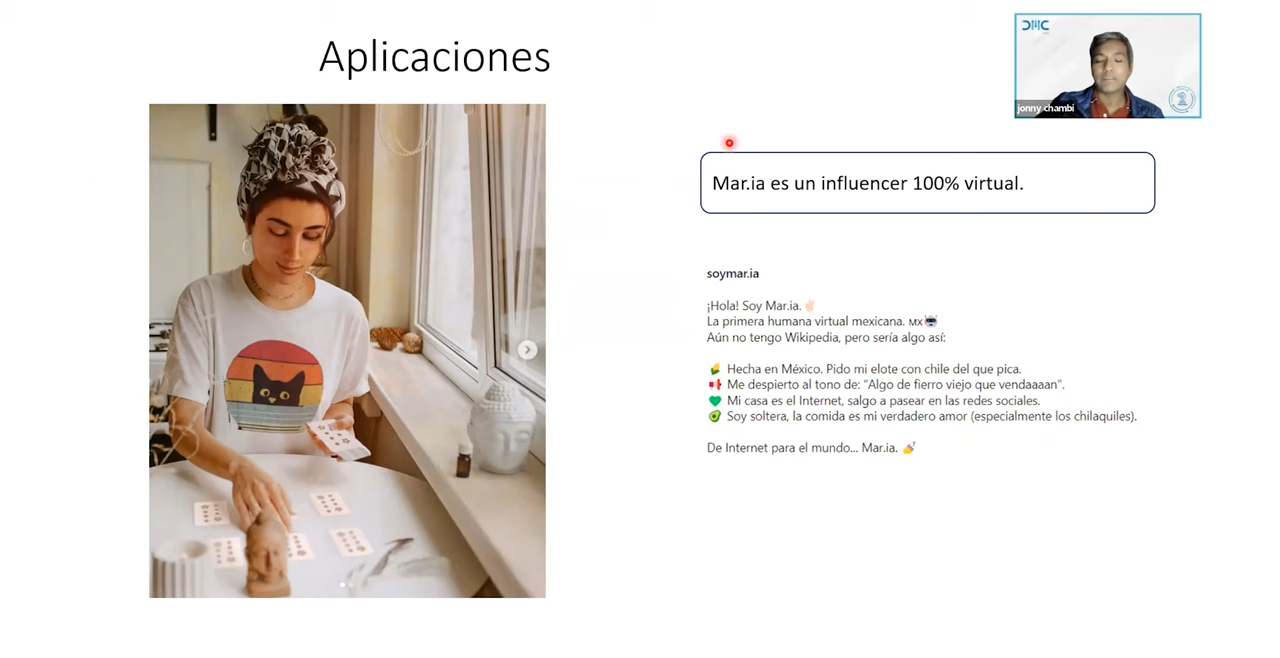 Aplicaciones
DMC
jonny chambi
Mar.ia es un influencer 100% virtual.
soymar.ia
¡Hola! Soy Mar.ia.✌🏻
La primera humana virtual mexicana. MX🤖
Aún no tengo Wikipedia, pero sería algo así:
🌽 Hecha en México. Pido mi elote con chile del que pica.
📢 Me despierto al tono de: “Algo de fierro viejo que vendaaaan”.
💚 Mi casa es el Internet, salgo a pasear en las redes sociales.
🥑 Soy soltera, la comida es mi verdadero amor (especialmente los chilaquiles).
De Internet para el mundo... Mar.ia. 💅